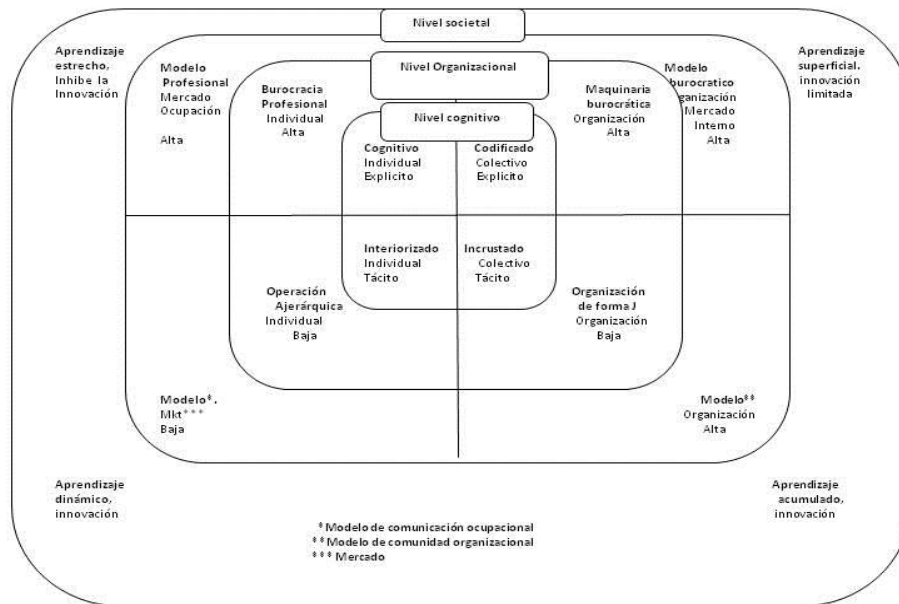 Nivel societal
Aprendizaje
estrecho,
Inhibe la
Innovación
Modelo
Profesional
Mercado
Ocupación
Alta
Burocracia
Profesional
Individual
Alta
Nivel Organizacional
Nivel cognitivo
Cognitivo
Individual
Explicito
Codificado
Colectivo
Explicito
Maquinaria
burocrática
Organización
Alta
Modelo
burocratico
rganización
Mercado
Interno
Alta
Aprendizaje
superficial.
innovación
limitada
Interiorizado
Individual
Tácito
Incrustado
Colectivo
Tácito
Operación
Ajerárquica
Individual
Baja
Organización
de forma J
Organización
Baja
Modelo*.
Mkt***
Baja
Modelo**
Organización
Alta
Aprendizaje
dinámico,
innovación
Aprendizaje
acumulado,
innovación
* Modelo de comunicación ocupacional
** Modelo de comunidad organizacional
*** Mercado